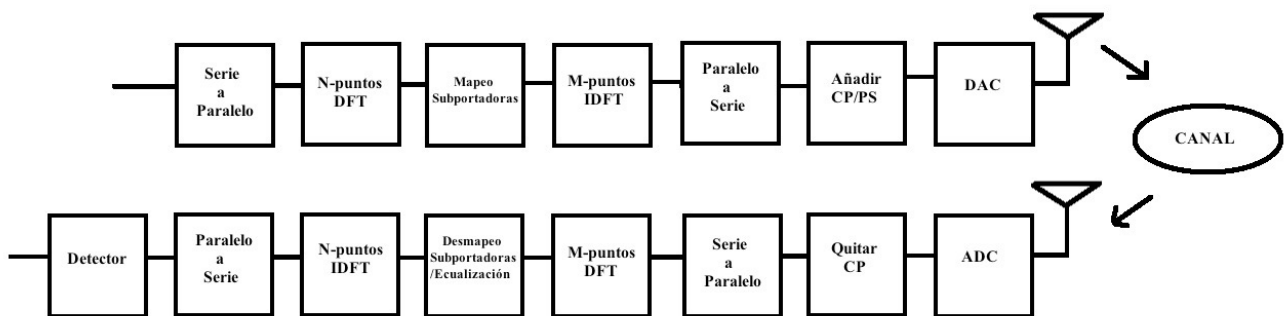 Serie
a
Paralelo
N-puntos
DFT
Mapeo
Subportadoras
M-puntos
IDFT
Paralelo
a
Serie
Añadir
CP/PS
DAC
CANAL
Detector
Paralelo
a
Serie
N-puntos
IDFT
Desmapeo
Subportadoras
/Ecualización
M-puntos
DFT
Serie
a
Paralelo
Quitar
CP
ADC